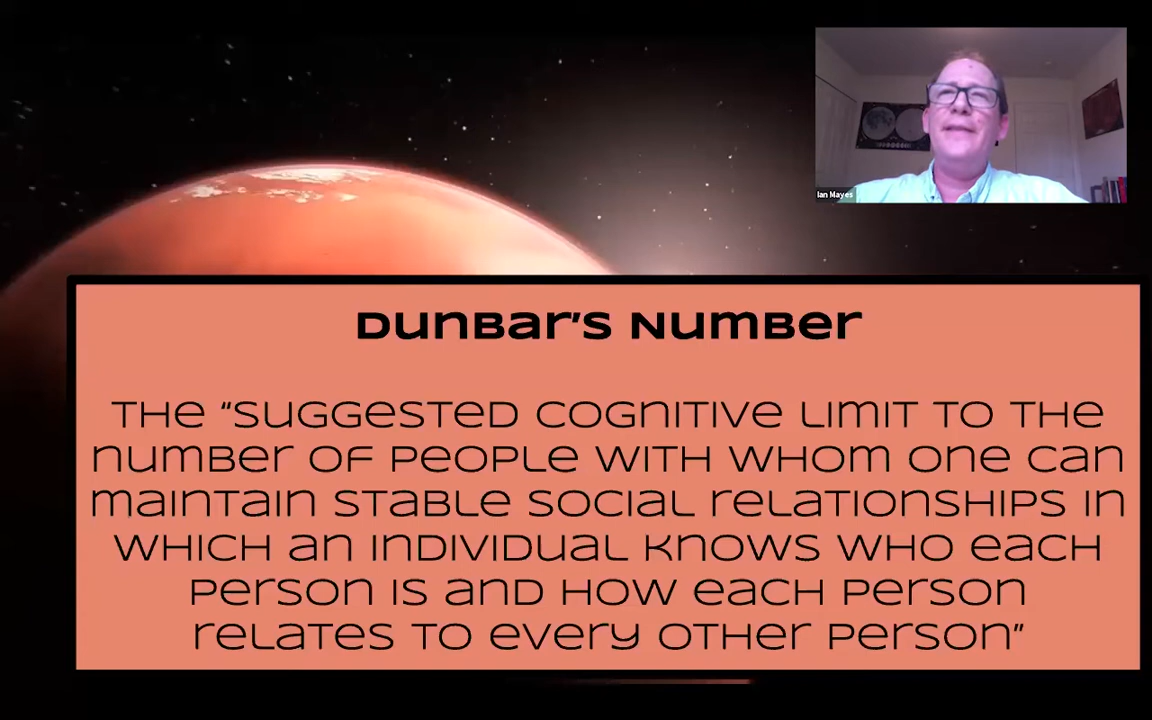 Ian Mayes
Dunbar's Number
The "suggested cognitive limit to the
number of people with whom one can
maintain stable social relationships in
which an individual knows who each
person is and how each person
relates to every other person"